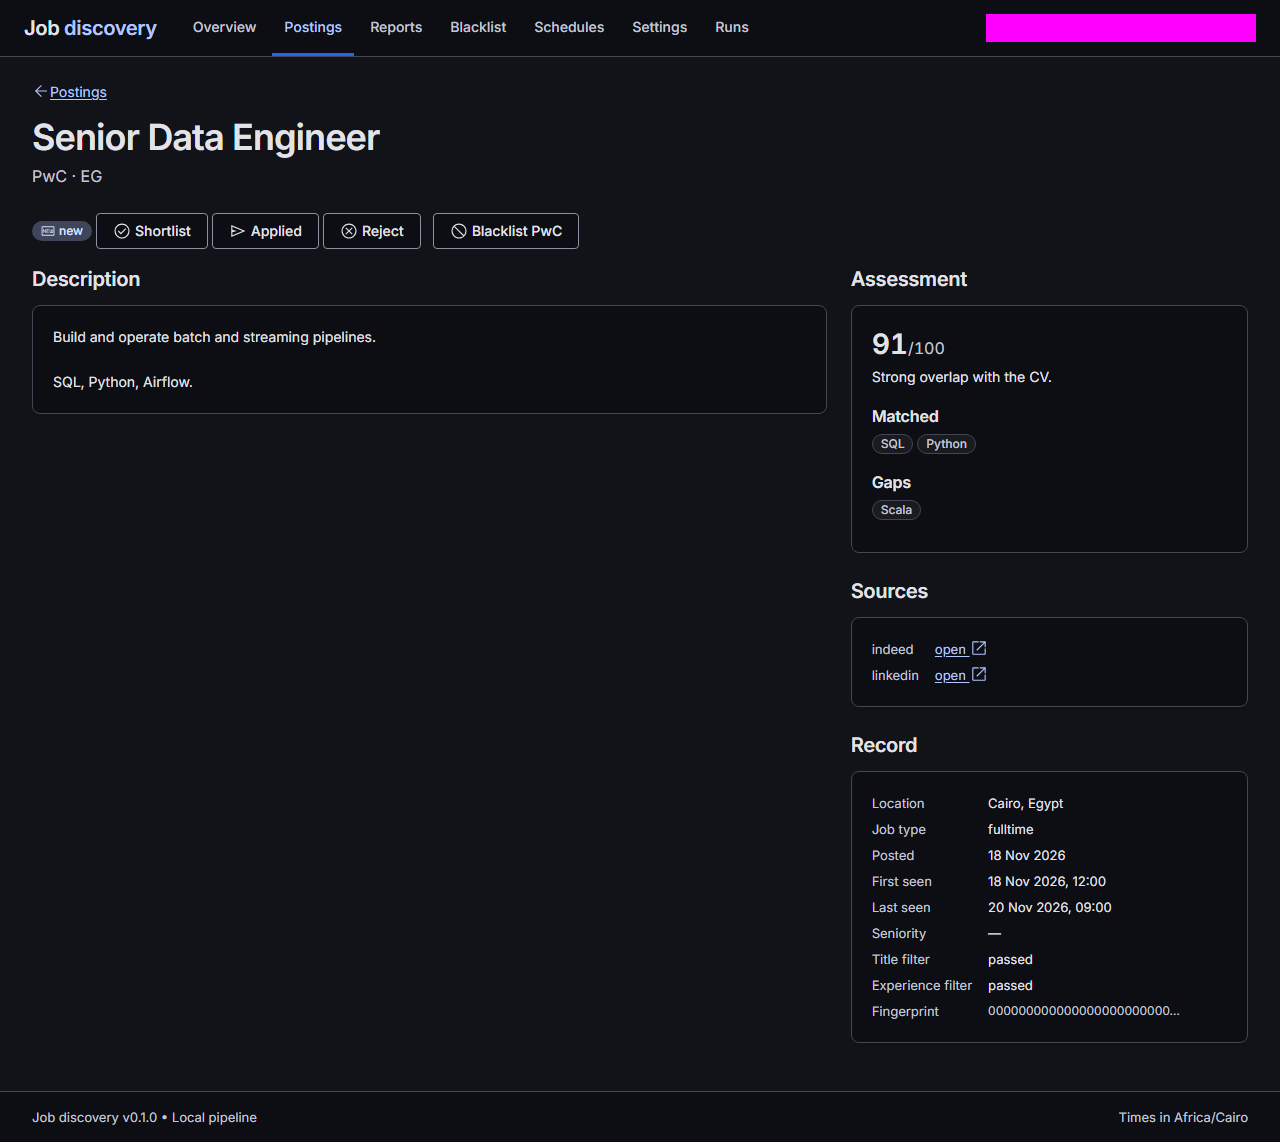 Job discovery
Overview
Postings
Reports
Blacklist
Schedules
Settings
Runs
Postings
Senior Data Engineer
PwC · EG
new
Shortlist
Applied
Reject
Blacklist PwC
Description
Build and operate batch and streaming pipelines.
SQL, Python, Airflow.
Assessment
91/100
Strong overlap with the CV.
Matched
SQL
Python
Gaps
Scala
Sources
indeed open
linkedin open
Record
Location Cairo, Egypt
Job type fulltime
Posted 18 Nov 2026
First seen 18 Nov 2026, 12:00
Last seen 20 Nov 2026, 09:00
Seniority —
Title filter passed
Experience filter passed
Fingerprint 000000000000000000000000…
Job discovery v0.1.0 • Local pipeline
Times in Africa/Cairo